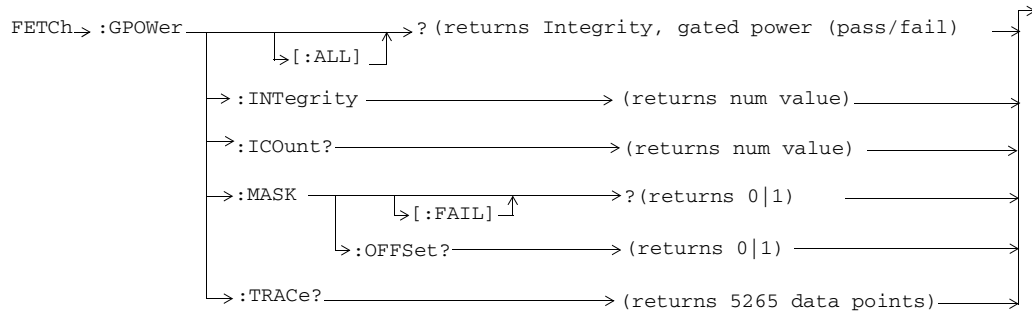 FETCh :GPOWer ? (returns Integrity, gated power (pass/fail)
[:ALL]
:INTegrity (returns num value)
:ICOunt? (returns num value)
:MASK ?(returns 0|1)
[:FAIL]
:OFFSet? (returns 0|1)
:TRACe? (returns 5265 data points)